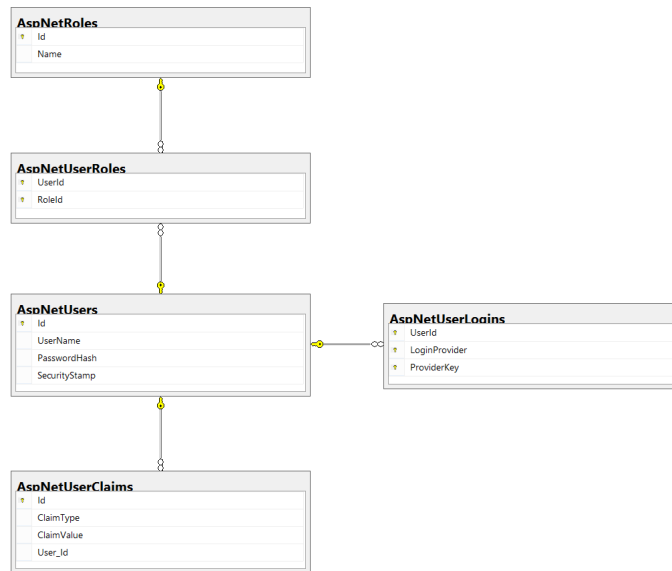 AspNetRoles
Id
Name
AspNetUserRoles
UserId
RoleId
AspNetUsers
Id
UserName
PasswordHash
SecurityStamp
AspNetUserLogins
UserId
LoginProvider
ProviderKey
AspNetUserClaims
Id
ClaimType
ClaimValue
User_Id